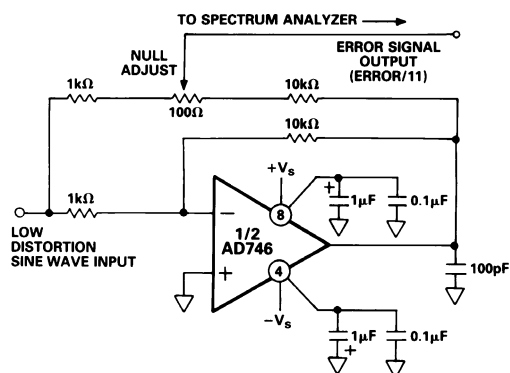 TO SPECTRUM ANALYZER
NULL
ADJUST
ERROR SIGNAL
OUTPUT
(ERROR/11)
1kΩ
100Ω
10kΩ
10kΩ
1kΩ
LOW
DISTORTION
SINE WAVE INPUT
+Vs
8
+
1μF
0.1μF
−
1/2
AD746
+
4
100pF
−Vs
1μF
+
0.1μF